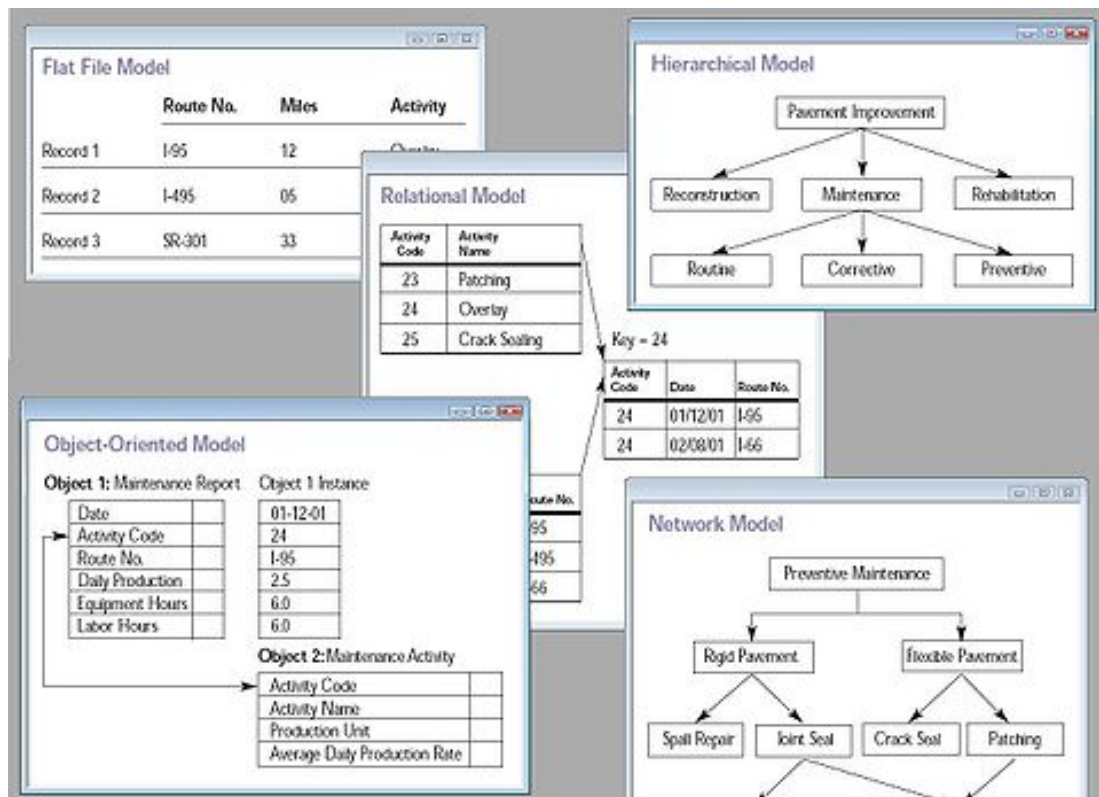 Flat File Model
Route No. Miles Activity
Record 1 I-95 12 Overlay
Record 2 I-495 05
Record 3 SR-301 33
Hierarchical Model
Pavement Improvement
Reconstruction Maintenance Rehabilitation
Routine Corrective Preventive
Relational Model
Activity Code Activity Name
23 Patching
24 Overlay
25 Crack Sealing
Key = 24
Activity Code Date Route No.
24 01/12/01 I-95
24 02/08/01 I-66
Route No.
95
495
66
Object-Oriented Model
Object 1: Maintenance Report Object 1 Instance
Date 01-12-01
Activity Code 24
Route No. I-95
Daily Production 2.5
Equipment Hours 6.0
Labor Hours 6.0
Object 2: Maintenance Activity
Activity Code
Activity Name
Production Unit
Average Daily Production Rate
Network Model
Preventive Maintenance
Rigid Pavement Flexible Pavement
Spall Repair Joint Seal Crack Seal Patching